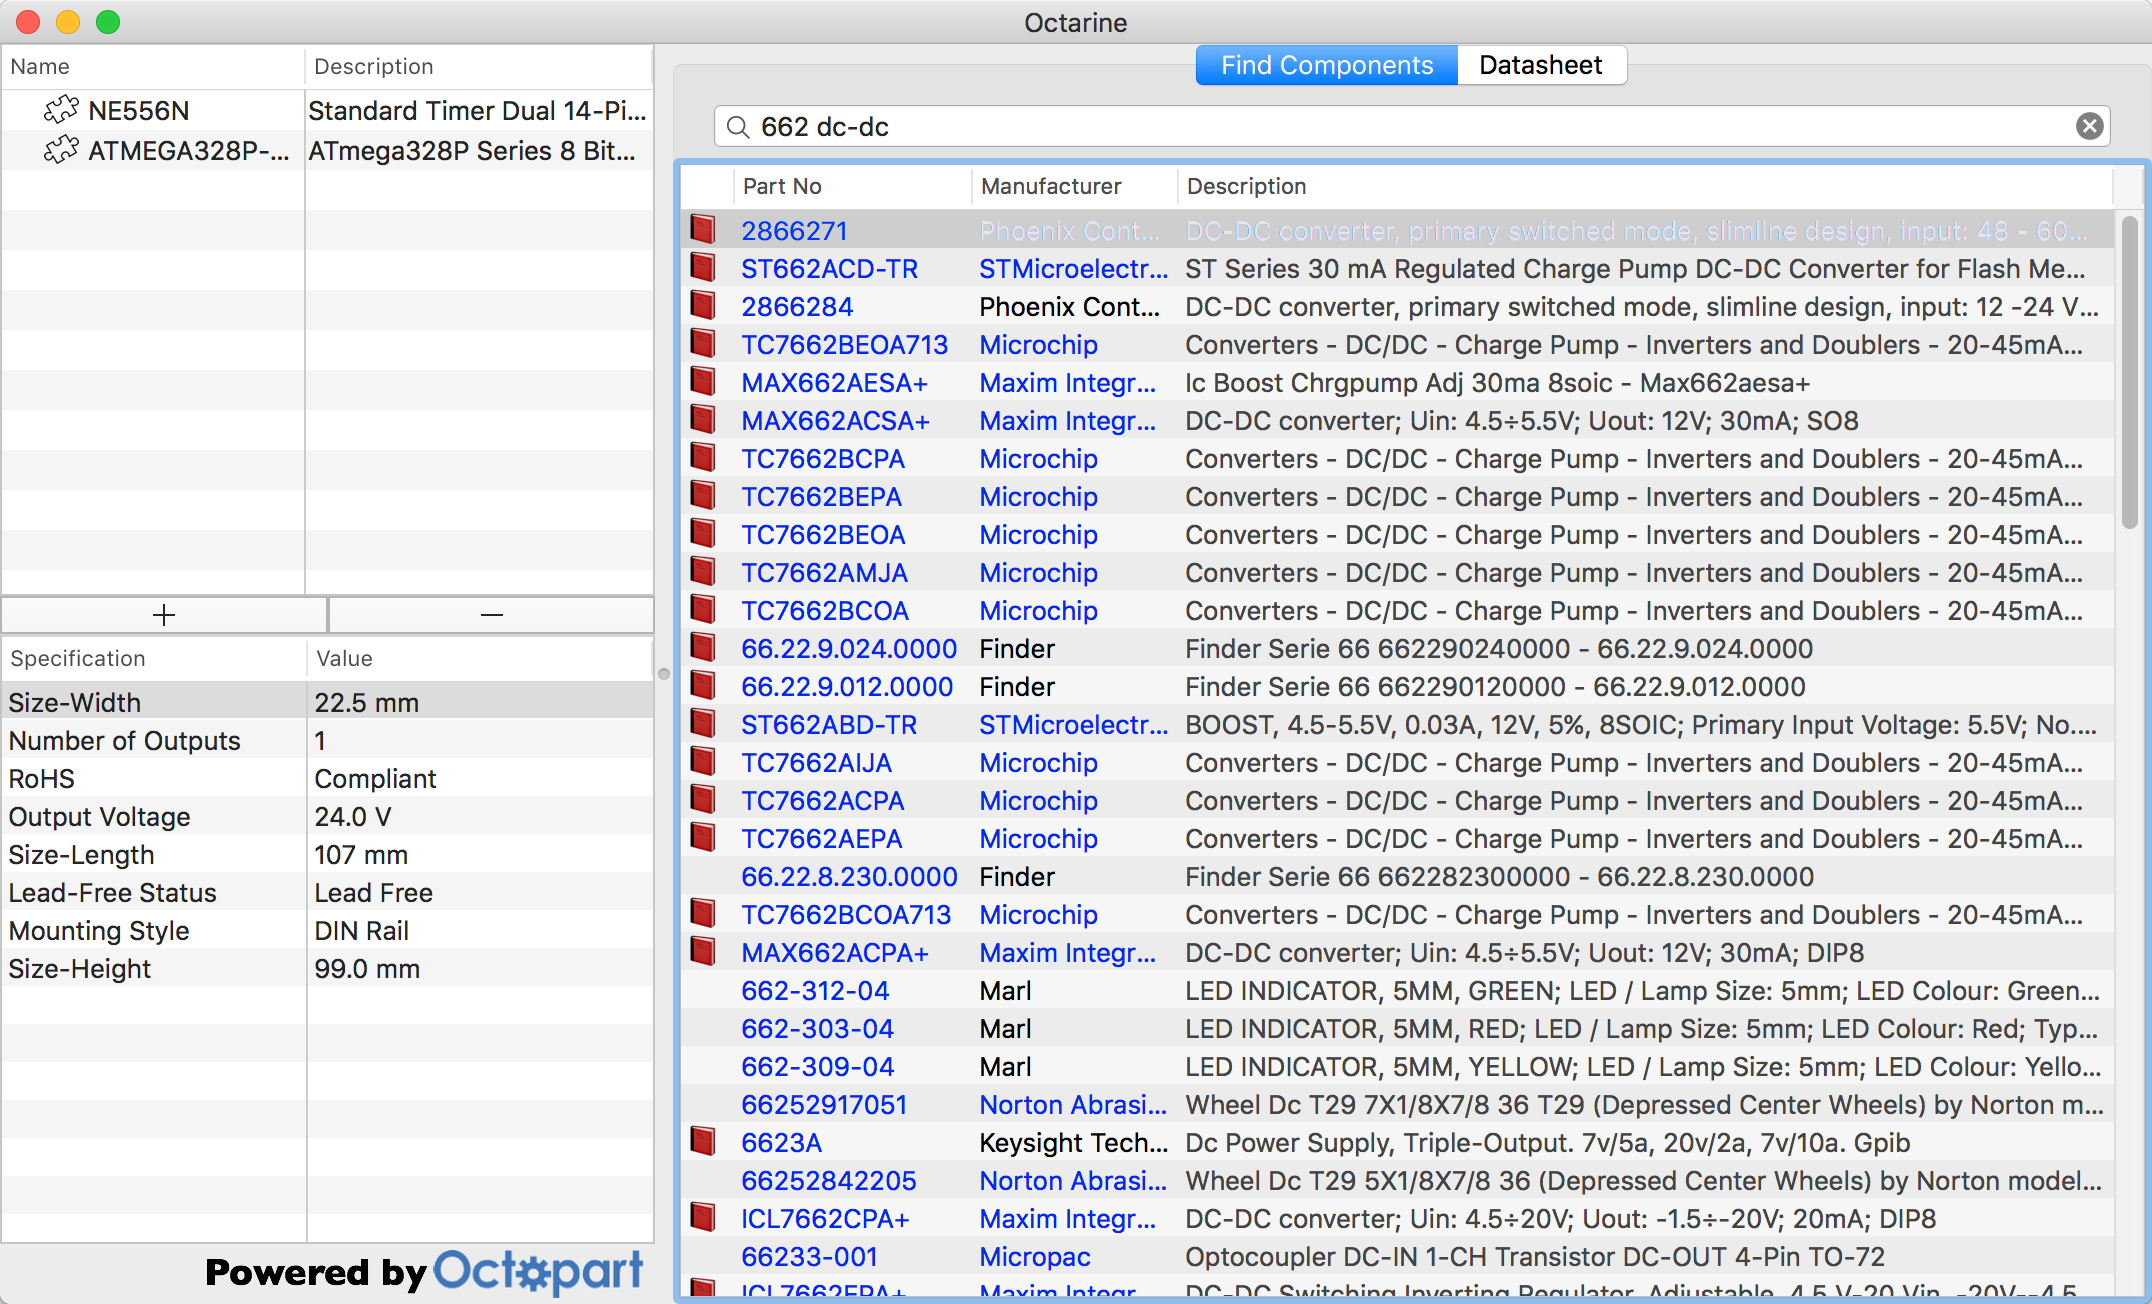 Octarine
Name Description
NE556N Standard Timer Dual 14-Pi...
ATMEGA328P-... ATmega328P Series 8 Bit...
+ −
Specification Value
Size-Width 22.5 mm
Number of Outputs 1
RoHS Compliant
Output Voltage 24.0 V
Size-Length 107 mm
Lead-Free Status Lead Free
Mounting Style DIN Rail
Size-Height 99.0 mm
Powered by Octopart
Find Components Datasheet
662 dc-dc
Part No Manufacturer Description
2866271 Phoenix Cont... DC-DC converter, primary switched mode, slimline design, input: 48 - 60...
ST662ACD-TR STMicroelectr... ST Series 30 mA Regulated Charge Pump DC-DC Converter for Flash Me...
2866284 Phoenix Cont... DC-DC converter, primary switched mode, slimline design, input: 12 -24 V...
TC7662BEOA713 Microchip Converters - DC/DC - Charge Pump - Inverters and Doublers - 20-45mA...
MAX662AESA+ Maxim Integr... Ic Boost Chrgpump Adj 30ma 8soic - Max662aesa+
MAX662ACSA+ Maxim Integr... DC-DC converter; Uin: 4.5÷5.5V; Uout: 12V; 30mA; SO8
TC7662BCPA Microchip Converters - DC/DC - Charge Pump - Inverters and Doublers - 20-45mA...
TC7662BEPA Microchip Converters - DC/DC - Charge Pump - Inverters and Doublers - 20-45mA...
TC7662BEOA Microchip Converters - DC/DC - Charge Pump - Inverters and Doublers - 20-45mA...
TC7662AMJA Microchip Converters - DC/DC - Charge Pump - Inverters and Doublers - 20-45mA...
TC7662BCOA Microchip Converters - DC/DC - Charge Pump - Inverters and Doublers - 20-45mA...
66.22.9.024.0000 Finder Finder Serie 66 662290240000 - 66.22.9.024.0000
66.22.9.012.0000 Finder Finder Serie 66 662290120000 - 66.22.9.012.0000
ST662ABD-TR STMicroelectr... BOOST, 4.5-5.5V, 0.03A, 12V, 5%, 8SOIC; Primary Input Voltage: 5.5V; No....
TC7662AIJA Microchip Converters - DC/DC - Charge Pump - Inverters and Doublers - 20-45mA...
TC7662ACPA Microchip Converters - DC/DC - Charge Pump - Inverters and Doublers - 20-45mA...
TC7662AEPA Microchip Converters - DC/DC - Charge Pump - Inverters and Doublers - 20-45mA...
66.22.8.230.0000 Finder Finder Serie 66 662282300000 - 66.22.8.230.0000
TC7662BCOA713 Microchip Converters - DC/DC - Charge Pump - Inverters and Doublers - 20-45mA...
MAX662ACPA+ Maxim Integr... DC-DC converter; Uin: 4.5÷5.5V; Uout: 12V; 30mA; DIP8
662-312-04 Marl LED INDICATOR, 5MM, GREEN; LED / Lamp Size: 5mm; LED Colour: Green...
662-303-04 Marl LED INDICATOR, 5MM, RED; LED / Lamp Size: 5mm; LED Colour: Red; Typ...
662-309-04 Marl LED INDICATOR, 5MM, YELLOW; LED / Lamp Size: 5mm; LED Colour: Yello...
66252917051 Norton Abrasi... Wheel Dc T29 7X1/8X7/8 36 T29 (Depressed Center Wheels) by Norton m...
6623A Keysight Tech... Dc Power Supply, Triple-Output. 7v/5a, 20v/2a, 7v/10a. Gpib
66252842205 Norton Abrasi... Wheel Dc T29 5X1/8X7/8 36 (Depressed Center Wheels) by Norton model...
ICL7662CPA+ Maxim Integr... DC-DC converter; Uin: 4.5÷20V; Uout: -1.5÷-20V; 20mA; DIP8
66233-001 Micropac Optocoupler DC-IN 1-CH Transistor DC-OUT 4-Pin TO-72
ICL7662EPA+ Maxim Integr... DC-DC Switching Inverting Regulator, Adjustable, 4.5 V-20 Vin, -20V--4.5...